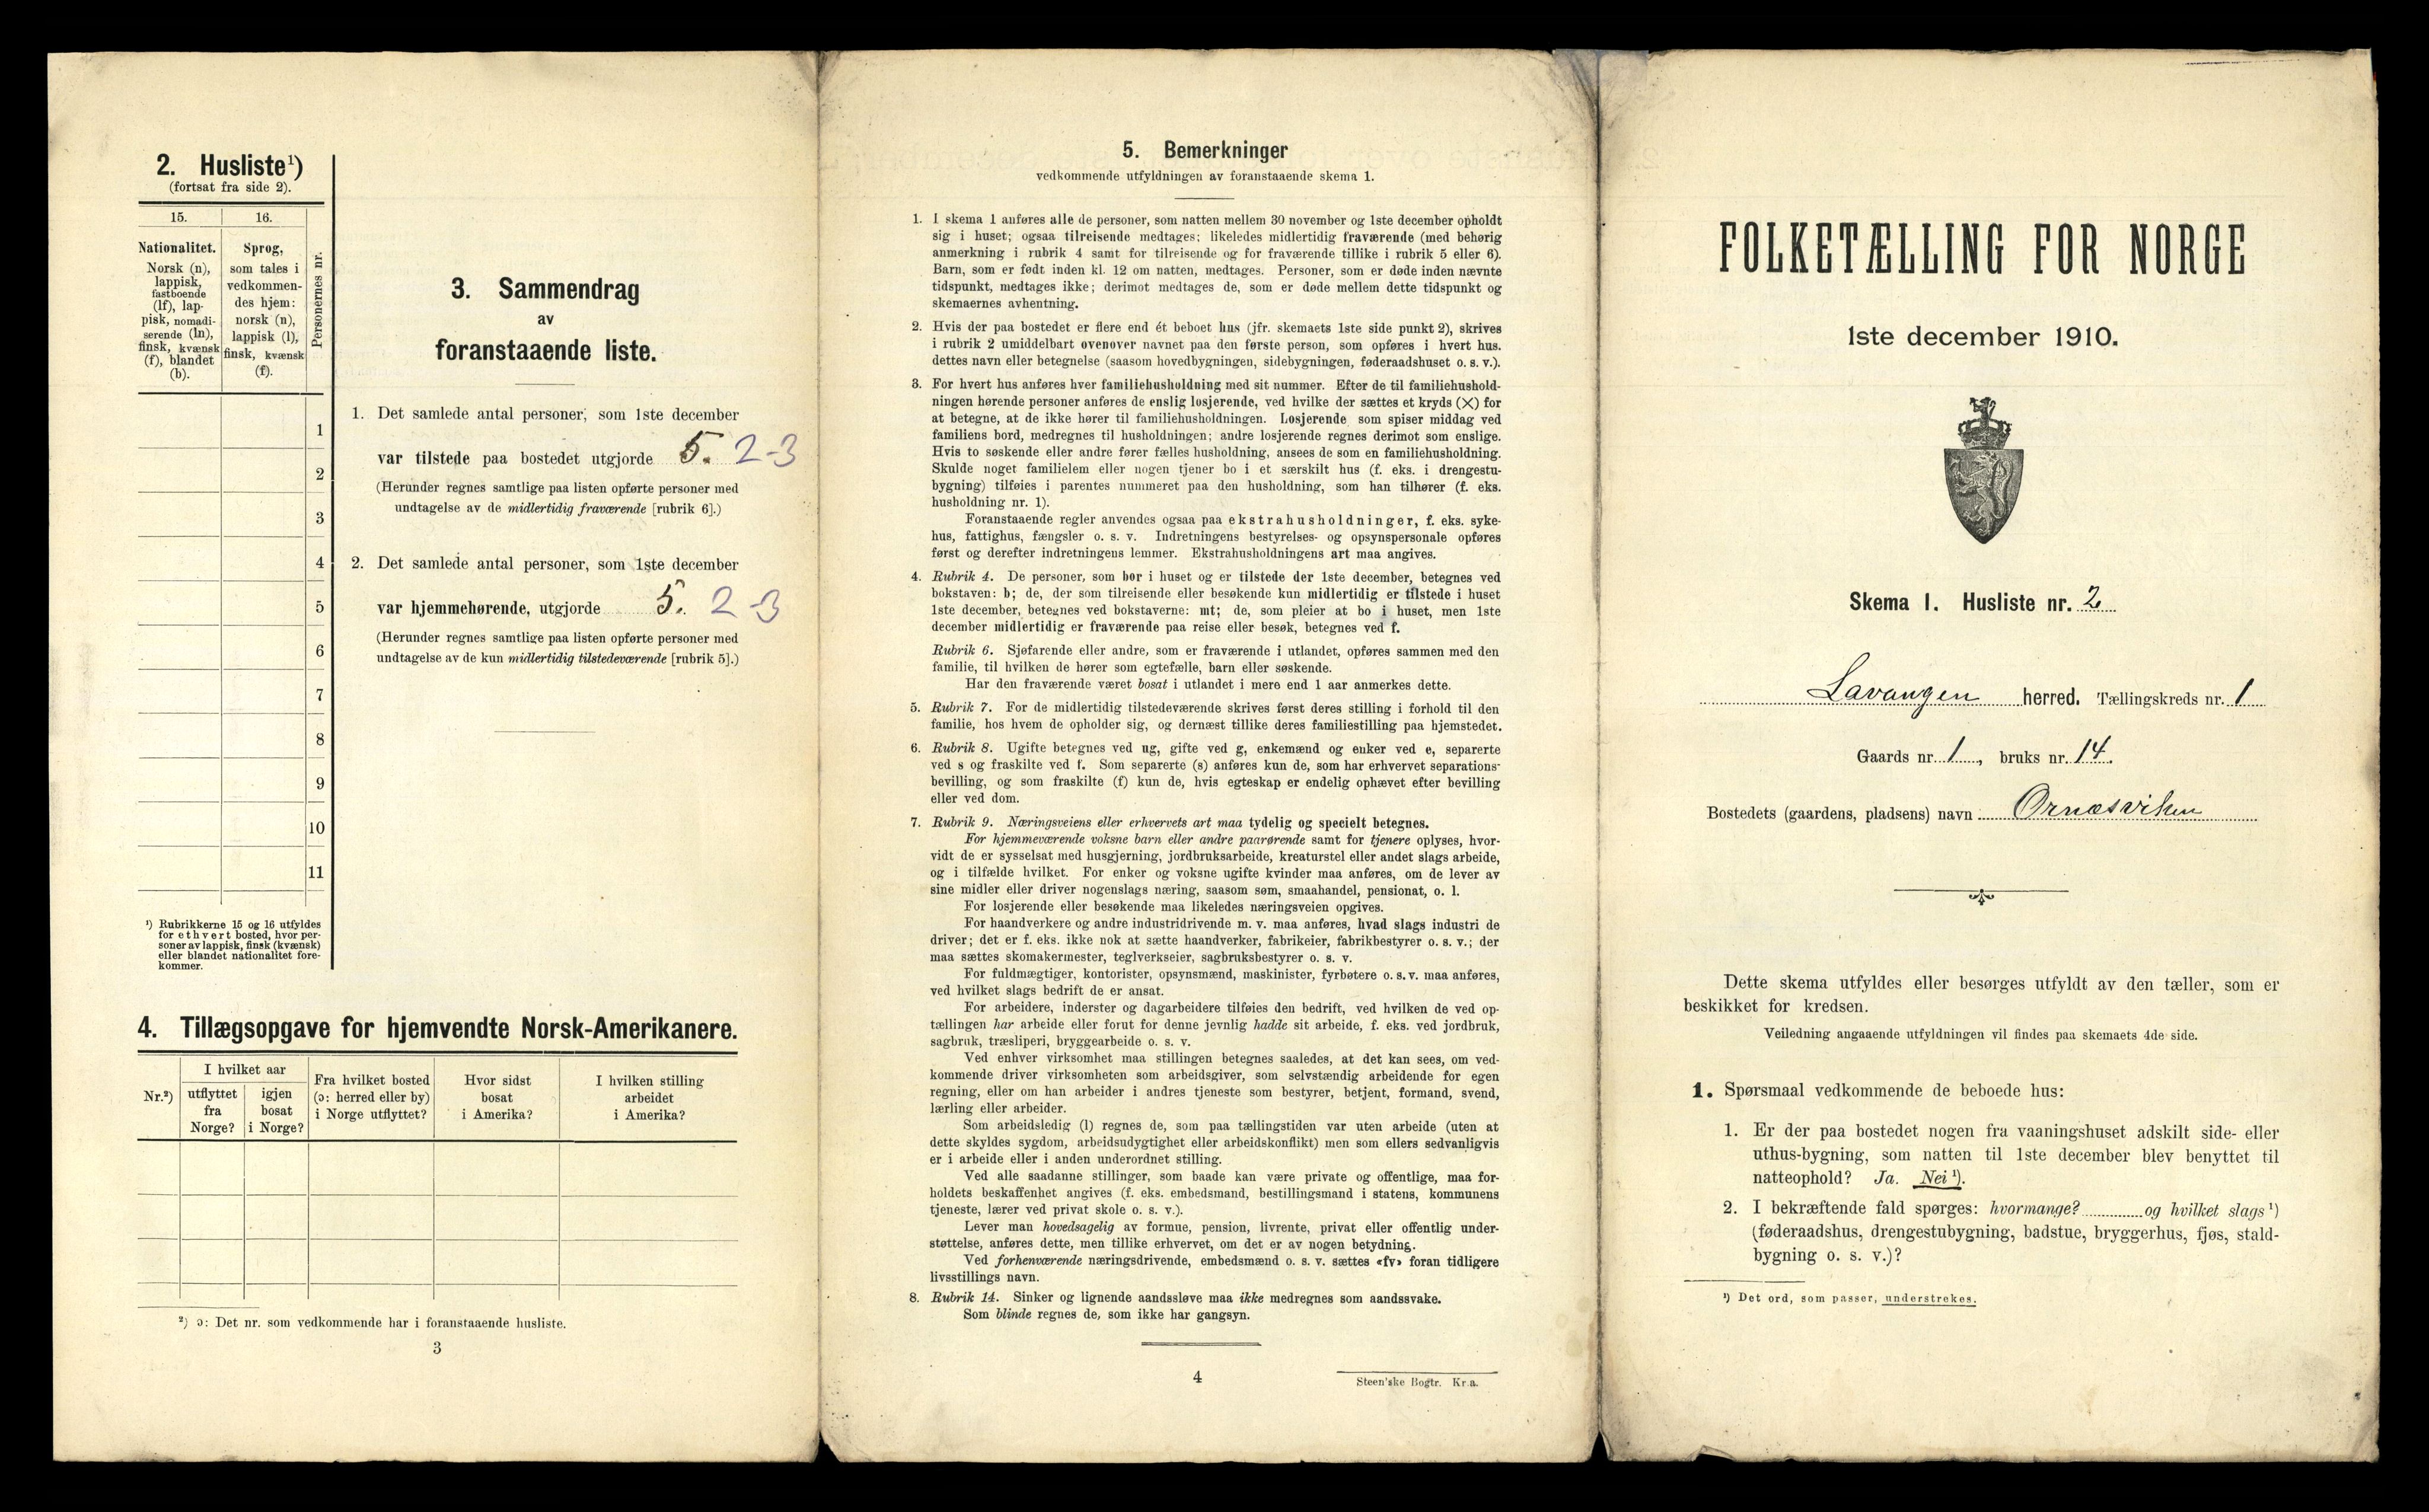 2. Husliste¹)
(fortsat fra side 2).
15. 16. Personernes nr.
Nationalitet.
Norsk (n),
lappisk,
fastboende
(lf), lap-
pisk, nomadi-
serende (ln),
finsk, kvænsk
(f), blandet
(b).
Sprog,
som tales i
vedkommen-
des hjem:
norsk (n),
lappisk (l),
finsk, kvænsk
(f).
1
2
3
4
5
6
7
8
9
10
11
¹) Rubrikkerne 15 og 16 utfyldes
for ethvert bosted, hvor per-
soner av lappisk, finsk (kvænsk)
eller blandet nationalitet fore-
kommer.
3. Sammendrag
av
foranstaaende liste.
1. Det samlede antal personer, som 1ste december
var tilstede paa bostedet utgjorde 5. 2-3
(Herunder regnes samtlige paa listen opførte personer med
undtagelse av de midlertidig fraværende [rubrik 6].)
2. Det samlede antal personer, som 1ste december
var hjemmehørende, utgjorde 5. 2-3
(Herunder regnes samtlige paa listen opførte personer med
undtagelse av de kun midlertidig tilstedeværende [rubrik 5].)
4. Tillægsopgave for hjemvendte Norsk-Amerikanere.
Nr.²)
I hvilket aar
utflyttet
fra
Norge?
igjen
bosat
i Norge?
Fra hvilket bosted
(ɔ: herred eller by)
i Norge utflyttet?
Hvor sidst
bosat
i Amerika?
I hvilken stilling
arbeidet
i Amerika?
²) ɔ: Det nr. som vedkommende har i foranstaaende husliste.
3
5. Bemerkninger
vedkommende utfyldningen av foranstaaende skema 1.
1. I skema 1 anføres alle de personer, som natten mellem 30 november og 1ste december opholdt
sig i huset; ogsaa tilreisende medtages; likeledes midlertidig fraværende (med behørig
anmerkning i rubrik 4 samt for tilreisende og for fraværende tillike i rubrik 5 eller 6).
Barn, som er født inden kl. 12 om natten, medtages. Personer, som er døde inden nævnte
tidspunkt, medtages ikke; derimot medtages de, som er døde mellem dette tidspunkt og
skemaernes avhentning.
2. Hvis der paa bostedet er flere end ét beboet hus (jfr. skemaets 1ste side punkt 2), skrives
i rubrik 2 umiddelbart ovenover navnet paa den første person, som opføres i hvert hus.
dettes navn eller betegnelse (saasom hovedbygningen, sidebygningen, føderaadshuset o. s. v.).
3. For hvert hus anføres hver familiehusholdning med sit nummer. Efter de til familiehushold-
ningen hørende personer anføres de enslig losjerende, ved hvilke der sættes et kryds (×) for
at betegne, at de ikke hører til familiehusholdningen. Losjerende som spiser middag ved
familiens bord, medregnes til husholdningen; andre losjerende regnes derimot som enslige.
Hvis to søskende eller andre fører fælles husholdning, ansees de som en familiehusholdning.
Skulde noget familielem eller nogen tjener bo i et særskilt hus (f. eks. i drengestu-
bygning) tilføies i parentes nummeret paa den husholdning, som han tilhører (f. eks.
husholdning nr. 1).
Foranstaaende regler anvendes ogsaa paa ekstrahusholdninger, f. eks. syke-
hus, fattighus, fængsler o. s. v. Indretningens bestyrelses- og opsynspersonale opføres
først og derefter indretningens lemmer. Ekstrahusholdningens art maa angives.
4. Rubrik 4. De personer, som bor i huset og er tilstede der 1ste december, betegnes ved
bokstaven: b; de, der som tilreisende eller besøkende kun midlertidig er tilstede i huset
1ste december, betegnes ved bokstaverne: mt; de, som pleier at bo i huset, men 1ste
december midlertidig er fraværende paa reise eller besøk, betegnes ved f.
Rubrik 6. Sjøfarende eller andre, som er fraværende i utlandet, opføres sammen med den
familie, til hvilken de hører som egtefælle, barn eller søskende.
Har den fraværende været bosat i utlandet i mere end 1 aar anmerkes dette.
5. Rubrik 7. For de midlertidig tilstedeværende skrives først deres stilling i forhold til den
familie, hos hvem de opholder sig, og dernæst tillike deres familiestilling paa hjemstedet.
6. Rubrik 8. Ugifte betegnes ved ug, gifte ved g, enkemænd og enker ved e, separerte
ved s og fraskilte ved f. Som separerte (s) anføres kun de, som har erhvervet separations-
bevilling, og som fraskilte (f) kun de, hvis egteskap er endelig ophævet efter bevilling
eller ved dom.
7. Rubrik 9. Næringsveiens eller erhvervets art maa tydelig og specielt betegnes.
For hjemmeværende voksne barn eller andre paarørende samt for tjenere oplyses, hvor-
vidt de er sysselsat med husgjerning, jordbruksarbeide, kreaturstel eller andet slags arbeide,
og i tilfælde hvilket. For enker og voksne ugifte kvinder maa anføres, om de lever av
sine midler eller driver nogenslags næring, saasom søm, smaahandel, pensionat, o. l.
For losjerende eller besøkende maa likeledes næringsveien opgives.
For haandverkere og andre industridrivende m. v. maa anføres, hvad slags industri de
driver; det er f. eks. ikke nok at sætte haandverker, fabrikeier, fabrikbestyrer o. s. v.; der
maa sættes skomakermester, teglverkseier, sagbruksbestyrer o. s. v.
For fuldmægtiger, kontorister, opsynsmænd, maskinister, fyrbøtere o. s. v. maa anføres,
ved hvilket slags bedrift de er ansat.
For arbeidere, inderster og dagarbeidere tilføies den bedrift, ved hvilken de ved op-
tællingen har arbeide eller forut for denne jevnlig hadde sit arbeide, f. eks. ved jordbruk,
sagbruk, træsliperi, bryggearbeide o. s. v.
Ved enhver virksomhet maa stillingen betegnes saaledes, at det kan sees, om ved-
kommende driver virksomheten som arbeidsgiver, som selvstændig arbeidende for egen
regning, eller om han arbeider i andres tjeneste som bestyrer, betjent, formand, svend,
lærling eller arbeider.
Som arbeidsledig (l) regnes de, som paa tællingstiden var uten arbeide (uten at
dette skyldes sygdom, arbeidsudygtighet eller arbeidskonflikt) men som ellers sedvanligvis
er i arbeide eller i anden underordnet stilling.
Ved alle saadanne stillinger, som baade kan være private og offentlige, maa for-
holdets beskaffenhet angives (f. eks. embedsmand, bestillingsmand i statens, kommunens
tjeneste, lærer ved privat skole o. s. v.).
Lever man hovedsagelig av formue, pension, livrente, privat eller offentlig under-
støttelse, anføres dette, men tillike erhvervet, om det er av nogen betydning.
Ved forhenværende næringsdrivende, embedsmænd o. s. v. sættes «fv» foran tidligere
livsstillings navn.
8. Rubrik 14. Sinker og lignende aandssløve maa ikke medregnes som aandssvake.
Som blinde regnes de, som ikke har gangsyn.
4
Steen'ske Bogtr. Kr.a.
FOLKETÆLLING FOR NORGE
1ste december 1910.
Skema 1. Husliste nr. 2
Lavangen herred. Tællingskreds nr. 1
Gaards nr. 1, bruks nr. 14.
Bostedets (gaardens, pladsens) navn Ornæsviken
Dette skema utfyldes eller besørges utfyldt av den tæller, som er
beskikket for kredsen.
Veiledning angaaende utfyldningen vil findes paa skemaets 4de side.
1. Spørsmaal vedkommende de beboede hus:
1. Er der paa bostedet nogen fra vaaningshuset adskilt side- eller
uthus-bygning, som natten til 1ste december blev benyttet til
natteophold? Ja. Nei ¹).
2. I bekræftende fald spørges: hvormange? og hvilket slags ¹)
(føderaadshus, drengestubygning, badstue, bryggerhus, fjøs, stald-
bygning o. s. v.)?
¹) Det ord, som passer, understrekes.